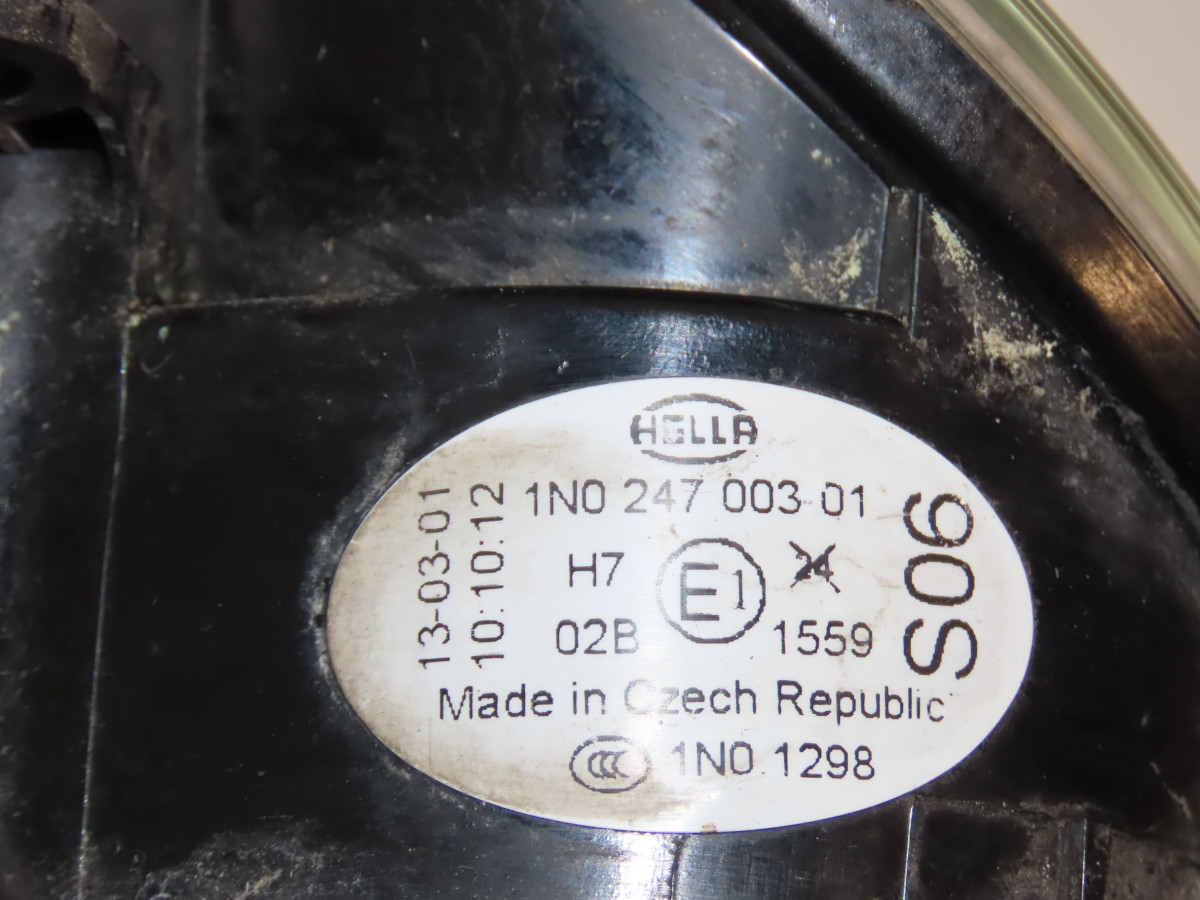 HELLA
1N0 247 003-01
13-03-01
10:10:12
H7
E1
24
S06
02B
1559
Made in Czech Republic
CCC 1N0 1298